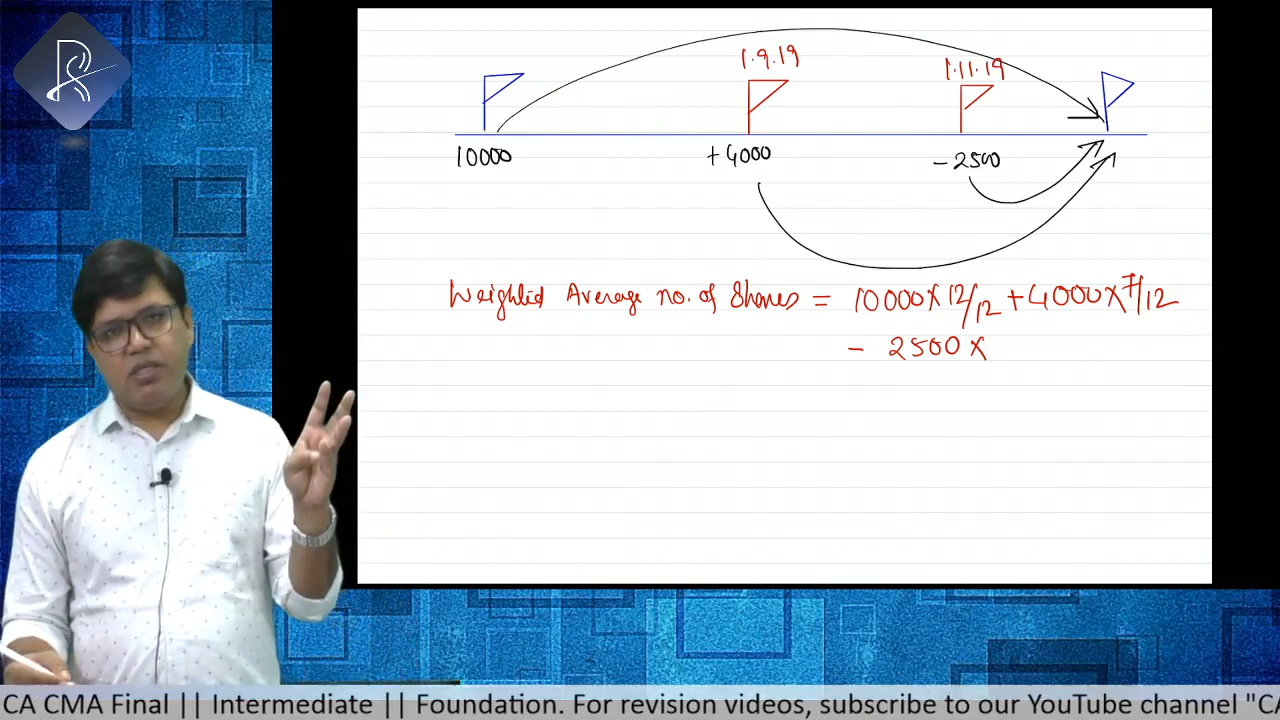 1.9.19
1.11.19
10000
+4000
-2500
Weighted Average no. of Shares = 10000 X 12/12 + 4000 X 7/12
- 2500 X
CA CMA Final || Intermediate || Foundation. For revision videos, subscribe to our YouTube channel "CA